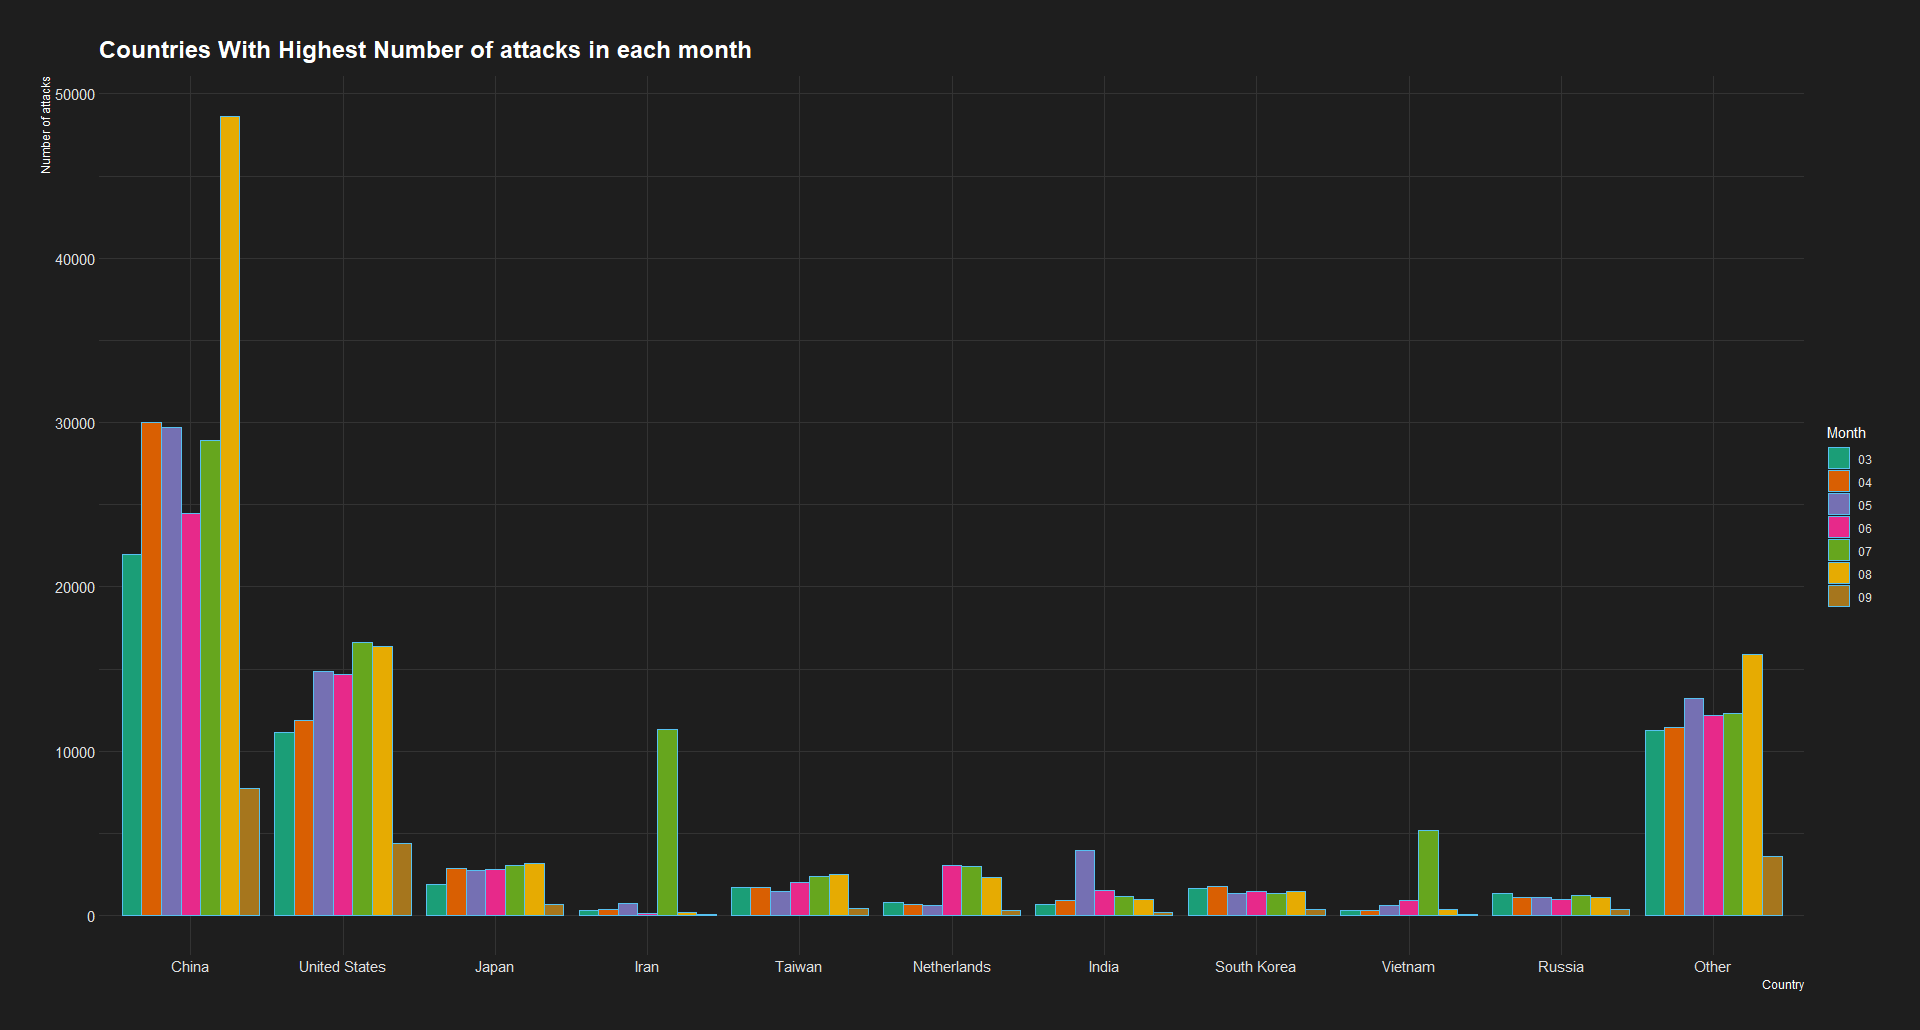 Countries With Highest Number of attacks in each month
Number of attacks
50000
40000
30000
20000
10000
0
China
United States
Japan
Iran
Taiwan
Netherlands
India
South Korea
Vietnam
Russia
Other
Country
Month
03
04
05
06
07
08
09